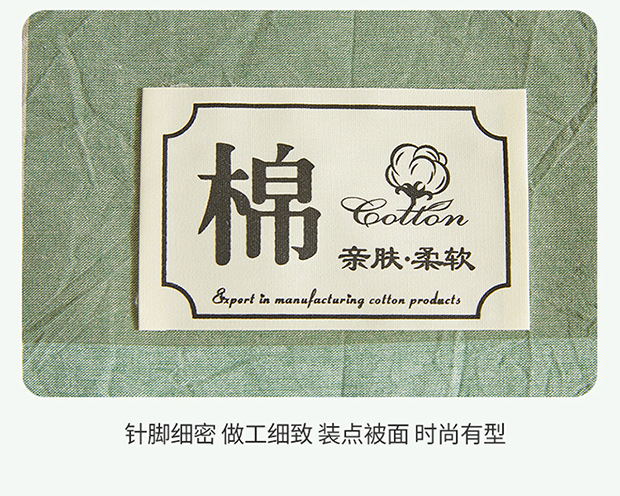 棉
Cotton
亲肤·柔软
Expert in manufacturing cotton products
针脚细密 做工细致 装点被面 时尚有型